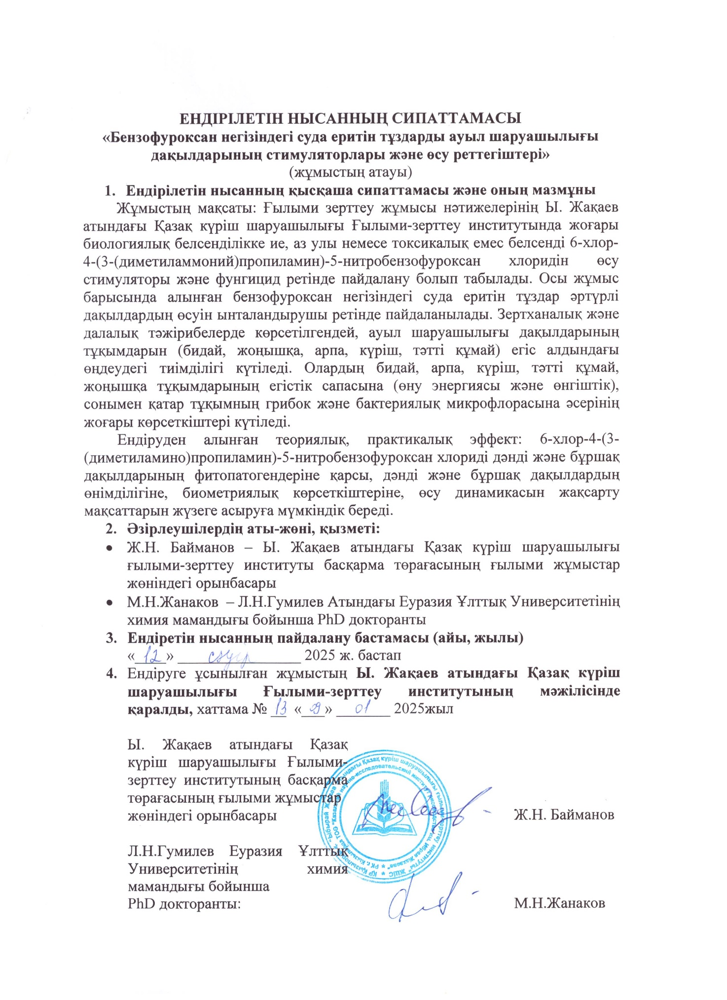 ЕНДІРІЛЕТІН НЫСАННЫҢ СИПАТТАМАСЫ
«Бензофуроксан негізіндегі суда еритін тұздарды ауыл шаруашылығы
дақылдарының стимуляторлары және өсу реттегіштері»
(жұмыстың атауы)
1. Ендірілетін нысанның қысқаша сипаттамасы және оның мазмұны
Жұмыстың мақсаты: Ғылыми зерттеу жұмысы нәтижелерінің Ы. Жақаев
атындағы Қазақ күріш шаруашылығы Ғылыми-зерттеу институтында жоғары
биологиялық белсенділікке ие, аз улы немесе токсикалық емес белсенді 6-хлор-
4-(3-(диметиламмоний)пропиламин)-5-нитробензофуроксан хлоридін өсу
стимуляторы және фунгицид ретінде пайдалану болып табылады. Осы жұмыс
барысында алынған бензофуроксан негізіндегі суда еритін тұздар әртүрлі
дақылдардың өсуін ынталандырушы ретінде пайдаланылады. Зертханалық және
далалық тәжірибелерде көрсетілгендей, ауыл шаруашылығы дақылдарының
тұқымдарын (бидай, жоңышқа, арпа, күріш, тәтті құмай) егіс алдындағы
өңдеудегі тиімділігі күтіледі. Олардың бидай, арпа, күріш, тәтті құмай,
жоңышқа тұқымдарының егістік сапасына (өну энергиясы және өнгіштік),
сонымен қатар тұқымның грибок және бактериялық микрофлорасына әсерінің
жоғары көрсеткіштері күтіледі.
Ендіруден алынған теориялық, практикалық эффект: 6-хлор-4-(3-
(диметиламино)пропиламин)-5-нитробензофуроксан хлориді дәнді және бұршақ
дақылдарының фитопатогендеріне қарсы, дәнді және бұршақ дақылдардың
өнімділігіне, биометриялық көрсеткіштеріне, өсу динамикасын жақсарту
мақсаттарын жүзеге асыруға мүмкіндік береді.
2. Әзірлеушілердің аты-жөні, қызметі:
• Ж.Н. Байманов – Ы. Жақаев атындағы Қазақ күріш шаруашылығы
ғылыми-зерттеу институты басқарма төрағасының ғылыми жұмыстар
жөніндегі орынбасары
• М.Н.Жанаков – Л.Н.Гумилев Атындағы Еуразия Ұлттық Университетінің
химия мамандығы бойынша PhD докторанты
3. Ендіретін нысанның пайдалану бастамасы (айы, жылы)
«12» сәуір 2025 ж. бастап
4. Ендіруге ұсынылған жұмыстың Ы. Жақаев атындағы Қазақ күріш
шаруашылығы Ғылыми-зерттеу институтының мәжілісінде
қаралды, хаттама № 13 «09» 01 2025жыл
Ы. Жақаев атындағы Қазақ
күріш шаруашылығы Ғылыми-
зерттеу институтының басқарма
төрағасының ғылыми жұмыстар
жөніндегі орынбасары Ж.Н. Байманов
Л.Н.Гумилев Еуразия Ұлттық
Университетінің химия
мамандығы бойынша
PhD докторанты: М.Н.Жанаков